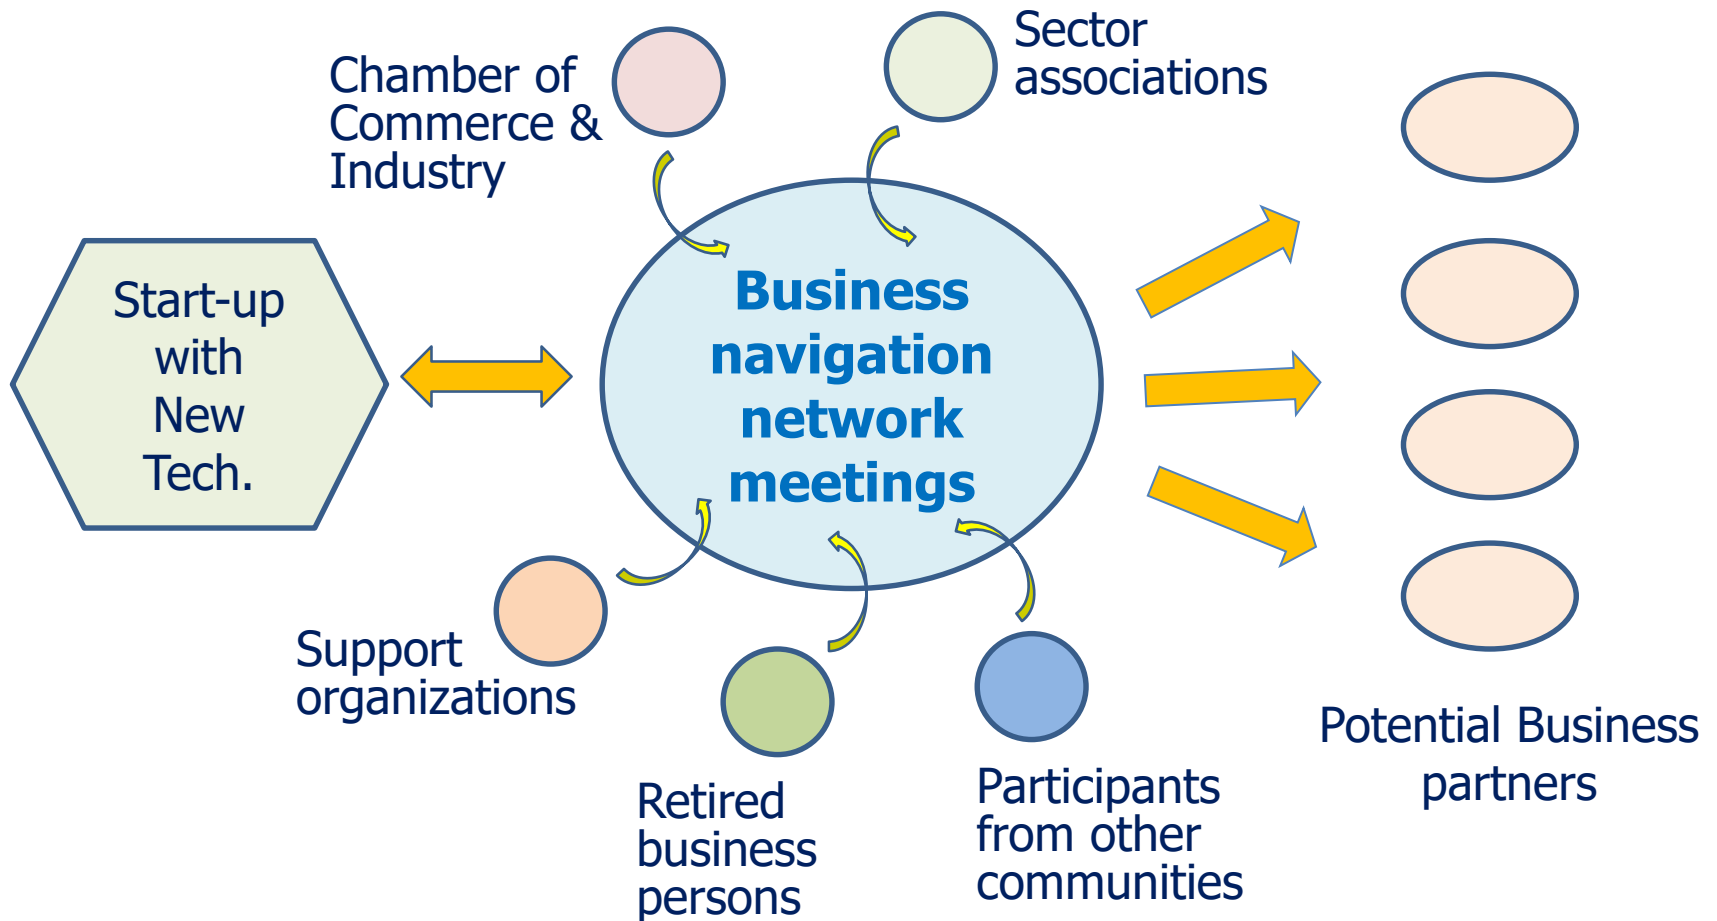 Chamber of
Commerce &
Industry
Sector
associations
Start-up
with
New
Tech.
Business
navigation
network
meetings
Support
organizations
Retired
business
persons
Participants
from other
communities
Potential Business
partners